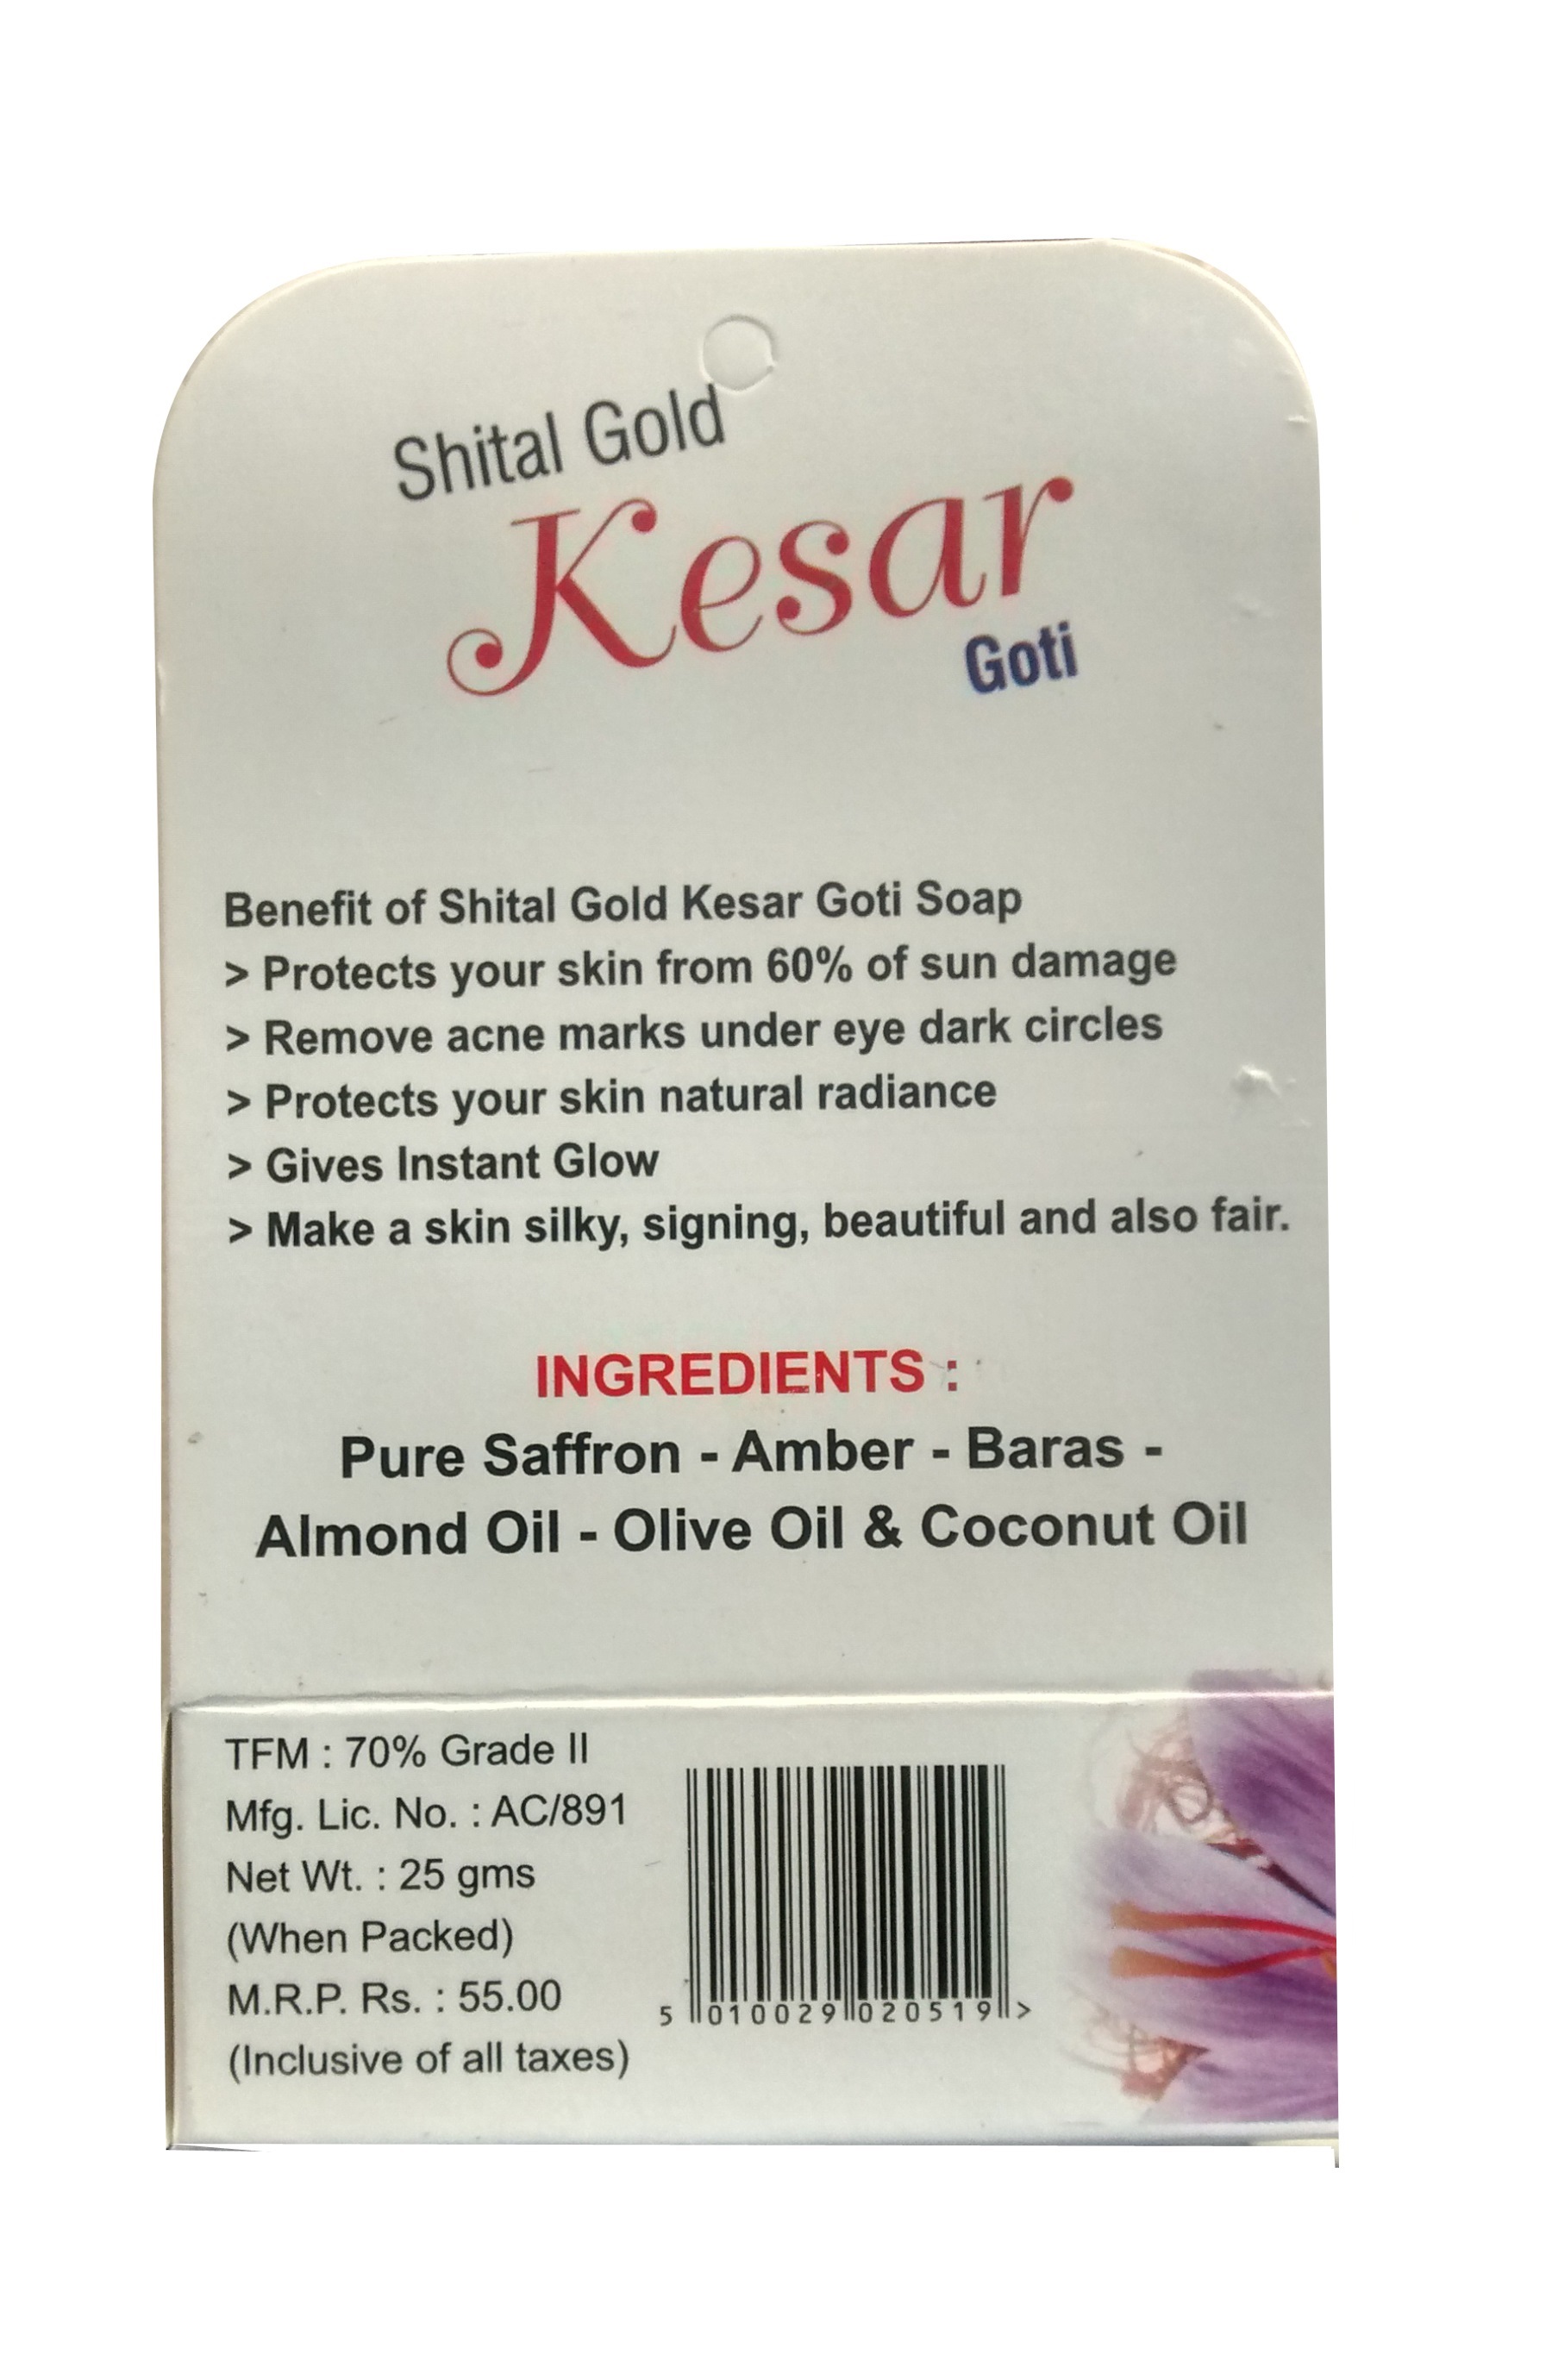 Shital Gold
Kesar
Goti
Benefit of Shital Gold Kesar Goti Soap
> Protects your skin from 60% of sun damage
> Remove acne marks under eye dark circles
> Protects your skin natural radiance
> Gives Instant Glow
> Make a skin silky, signing, beautiful and also fair.
INGREDIENTS :
Pure Saffron - Amber - Baras -
Almond Oil - Olive Oil & Coconut Oil
TFM : 70% Grade II
Mfg. Lic. No. : AC/891
Net Wt. : 25 gms
(When Packed)
M.R.P. Rs. : 55.00
(Inclusive of all taxes)
5 010029 020519 >